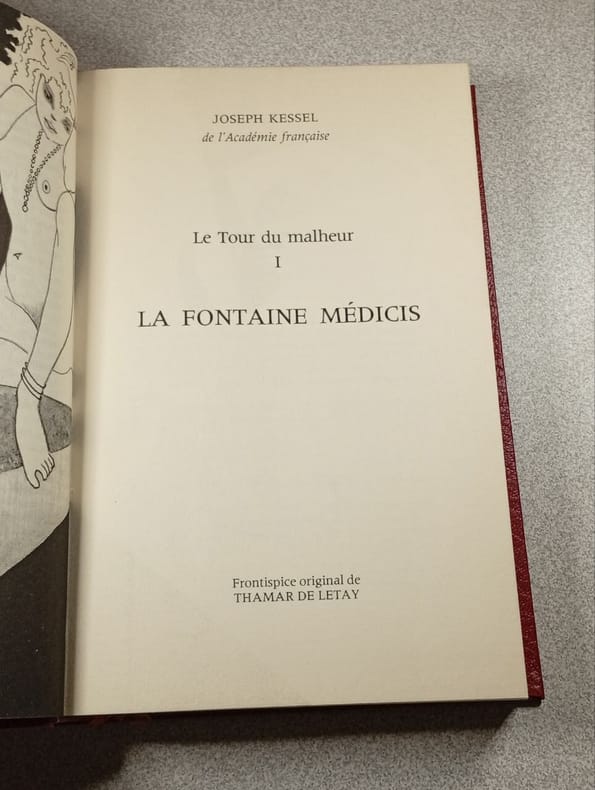 JOSEPH KESSEL
de l'Académie française
Le Tour du malheur
I
LA FONTAINE MÉDICIS
Frontispice original de
THAMAR DE LETAY